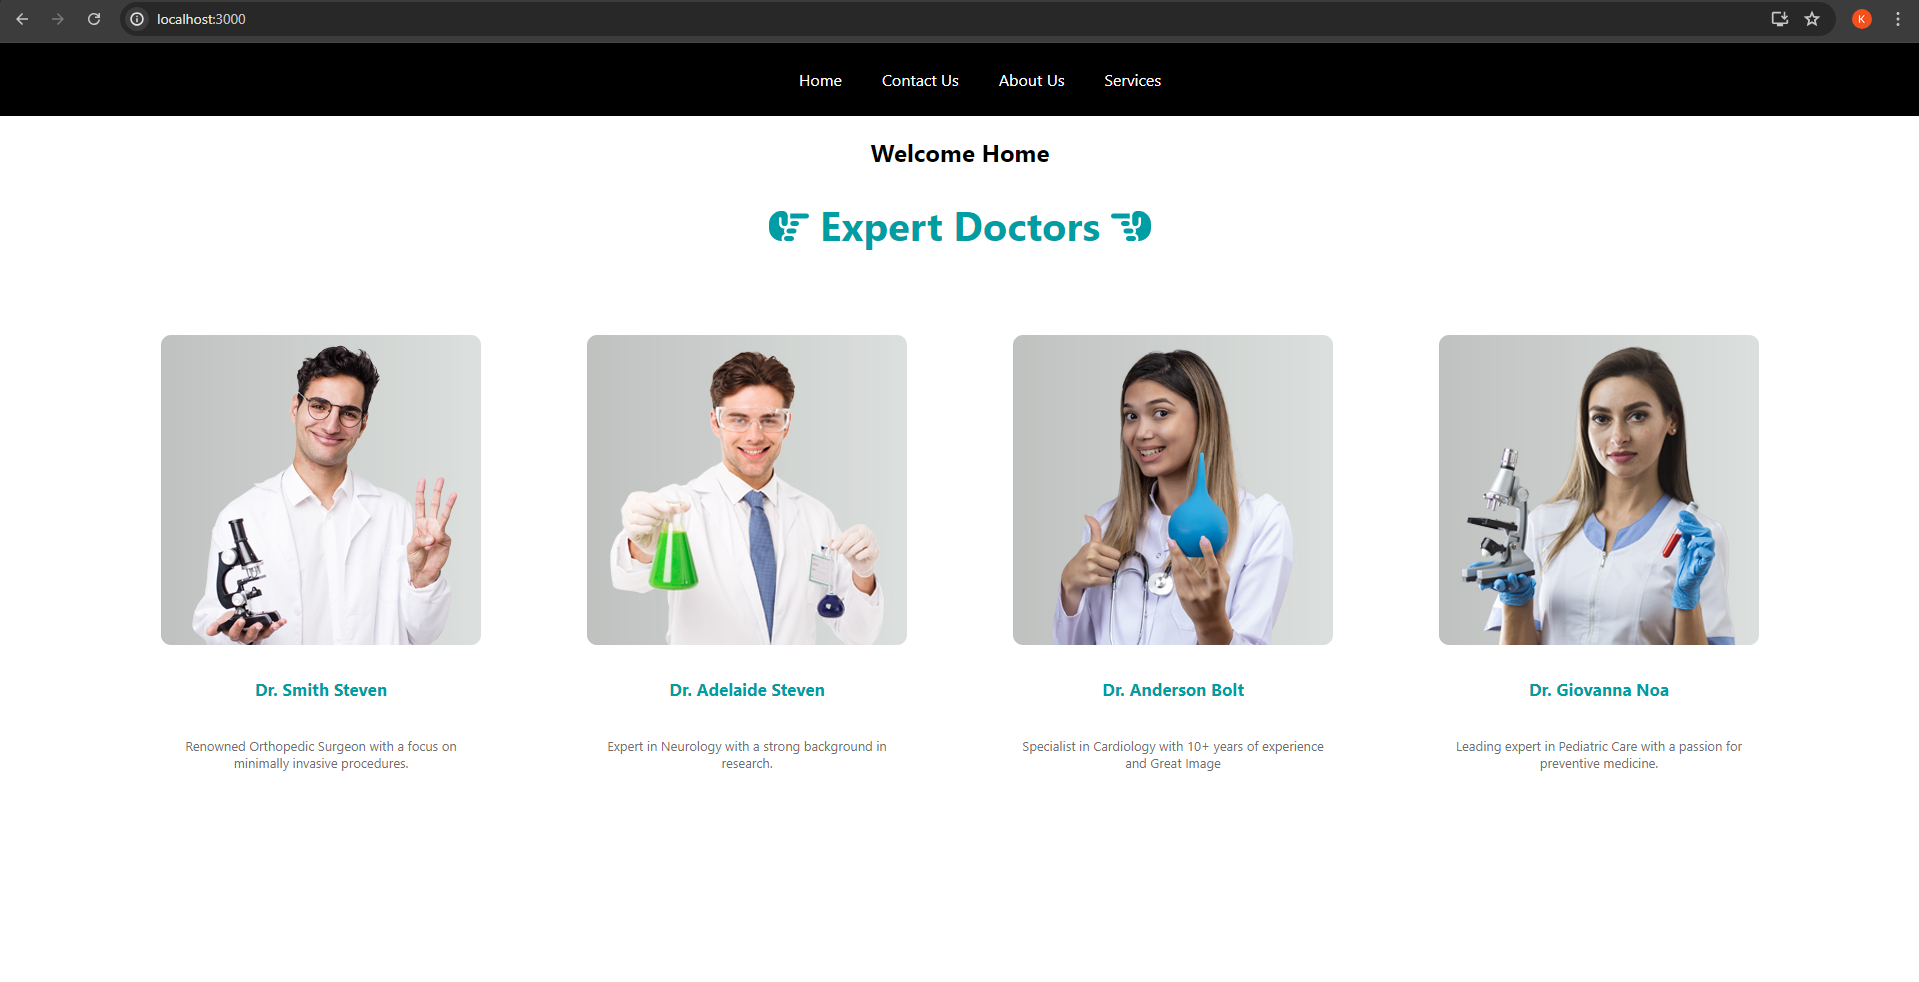 localhost:3000
K
Home Contact Us About Us Services
Welcome Home
Expert Doctors
Dr. Smith Steven
Renowned Orthopedic Surgeon with a focus on
minimally invasive procedures.
Dr. Adelaide Steven
Expert in Neurology with a strong background in
research.
Dr. Anderson Bolt
Specialist in Cardiology with 10+ years of experience
and Great Image
Dr. Giovanna Noa
Leading expert in Pediatric Care with a passion for
preventive medicine.